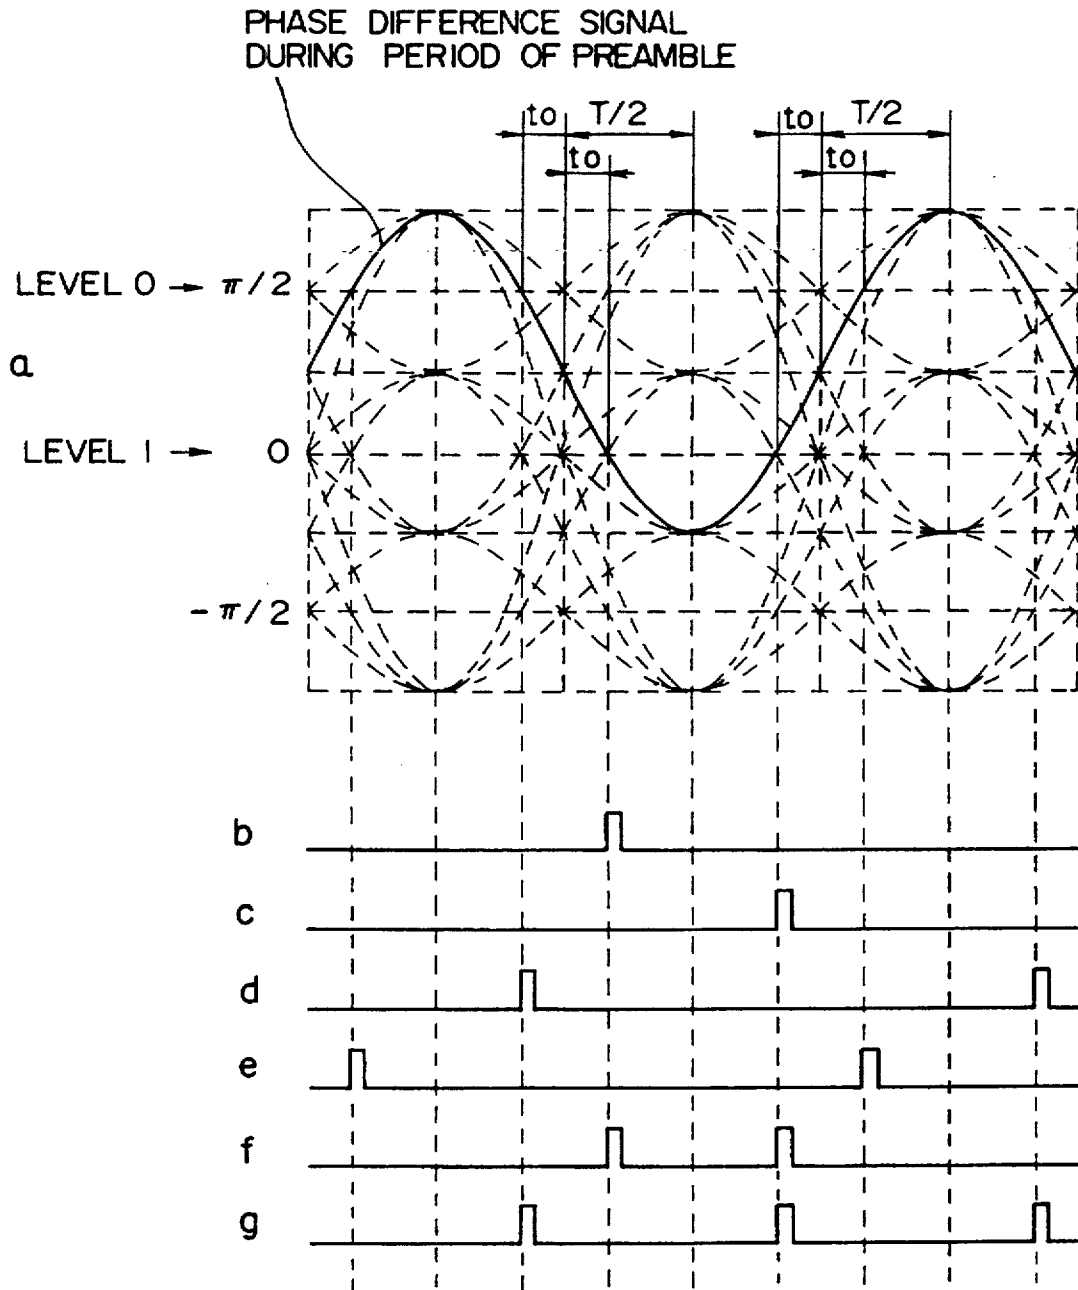 PHASE DIFFERENCE SIGNAL
DURING PERIOD OF PREAMBLE
to T/2 to T/2
to to
LEVEL 0 → π/2
a
LEVEL 1 → 0
-π/2
b
c
d
e
f
g